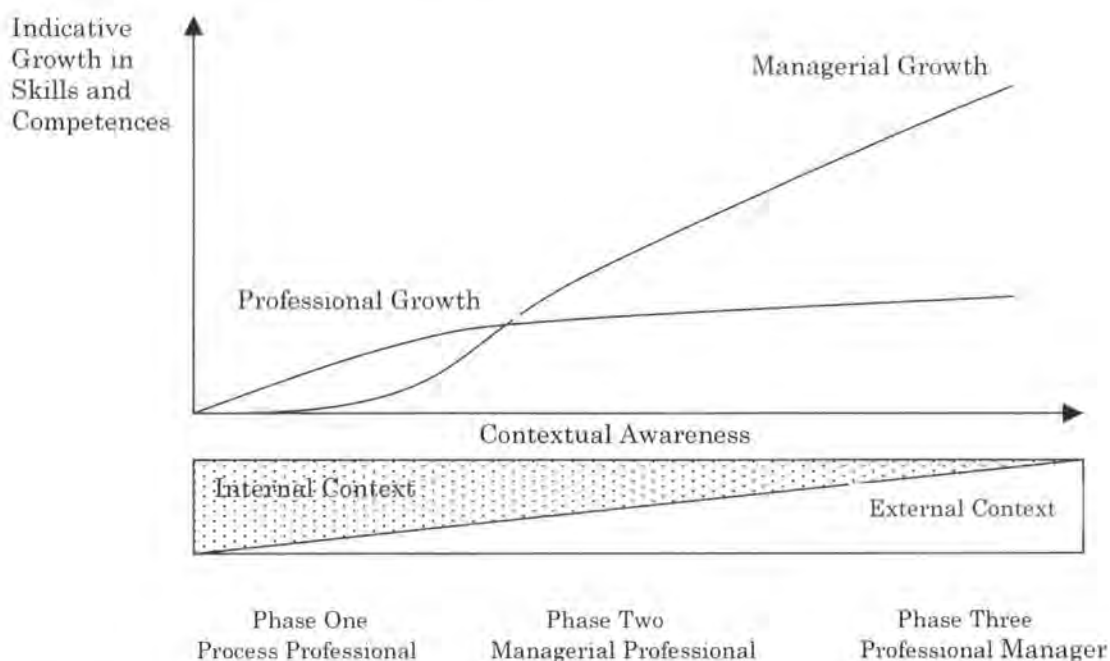 Indicative
Growth in
Skills and
Competences
Managerial Growth
Professional Growth
Contextual Awareness
Internal Context
External Context
Phase One
Process Professional
Phase Two
Managerial Professional
Phase Three
Professional Manager